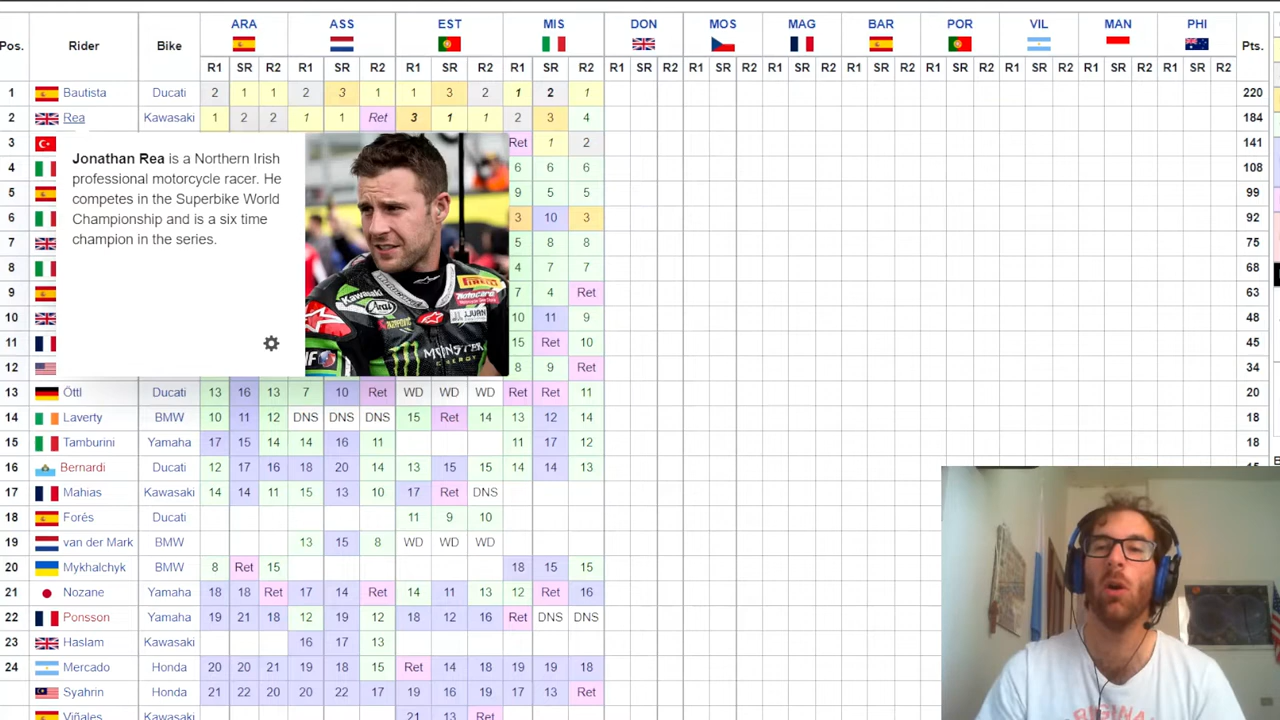 ARA ASS EST MIS DON MOS MAG BAR POR VIL MAN PHI
Pos. Rider Bike Pts.
R1 SR R2 R1 SR R2 R1 SR R2 R1 SR R2 R1 SR R2 R1 SR R2 R1 SR R2 R1 SR R2 R1 SR R2 R1 SR R2 R1 SR R2 R1 SR R2
1 Bautista Ducati 2 1 1 2 3 1 1 3 2 1 2 1 220
2 Rea Kawasaki 1 2 2 1 1 Ret 3 1 1 2 3 4 184
3 Ret 1 2 141
Jonathan Rea is a Northern Irish
professional motorcycle racer. He
competes in the Superbike World
Championship and is a six time
champion in the series.
Kawasaki
Arai
PIRELLI
Motocard
MONSTER
ENERGY
4 6 6 6 108
5 9 5 5 99
6 3 10 3 92
7 5 8 8 75
8 4 7 7 68
9 7 4 Ret 63
10 8 11 9 48
11 Ret 10 45
12 8 9 Ret 34
13 Öttl Ducati 13 16 13 7 10 Ret WD WD WD Ret Ret 11 20
14 Laverty BMW 10 11 12 DNS DNS DNS 15 Ret 14 13 12 14 18
15 Tamburini Yamaha 17 15 14 14 16 11 11 17 12 18
16 Bernardi Ducati 12 17 16 18 20 14 13 15 15 14 14 13
17 Mahias Kawasaki 14 14 11 15 13 10 17 Ret DNS
18 Forés Ducati 11 9 10
19 van der Mark BMW 13 15 8 WD WD WD
20 Mykhalchyk BMW 8 Ret 15 18 15 15
21 Nozane Yamaha 18 18 Ret 17 14 Ret 14 11 13 12 Ret 16
22 Ponsson Yamaha 19 21 18 12 19 12 18 12 16 Ret DNS DNS
23 Haslam Kawasaki 16 17 13
24 Mercado Honda 20 20 21 19 18 15 Ret 14 18 19 19 18
Syahrin Honda 21 22 20 20 22 17 19 16 19 17 13 Ret
Viñales Kawasaki 21 13 Ret